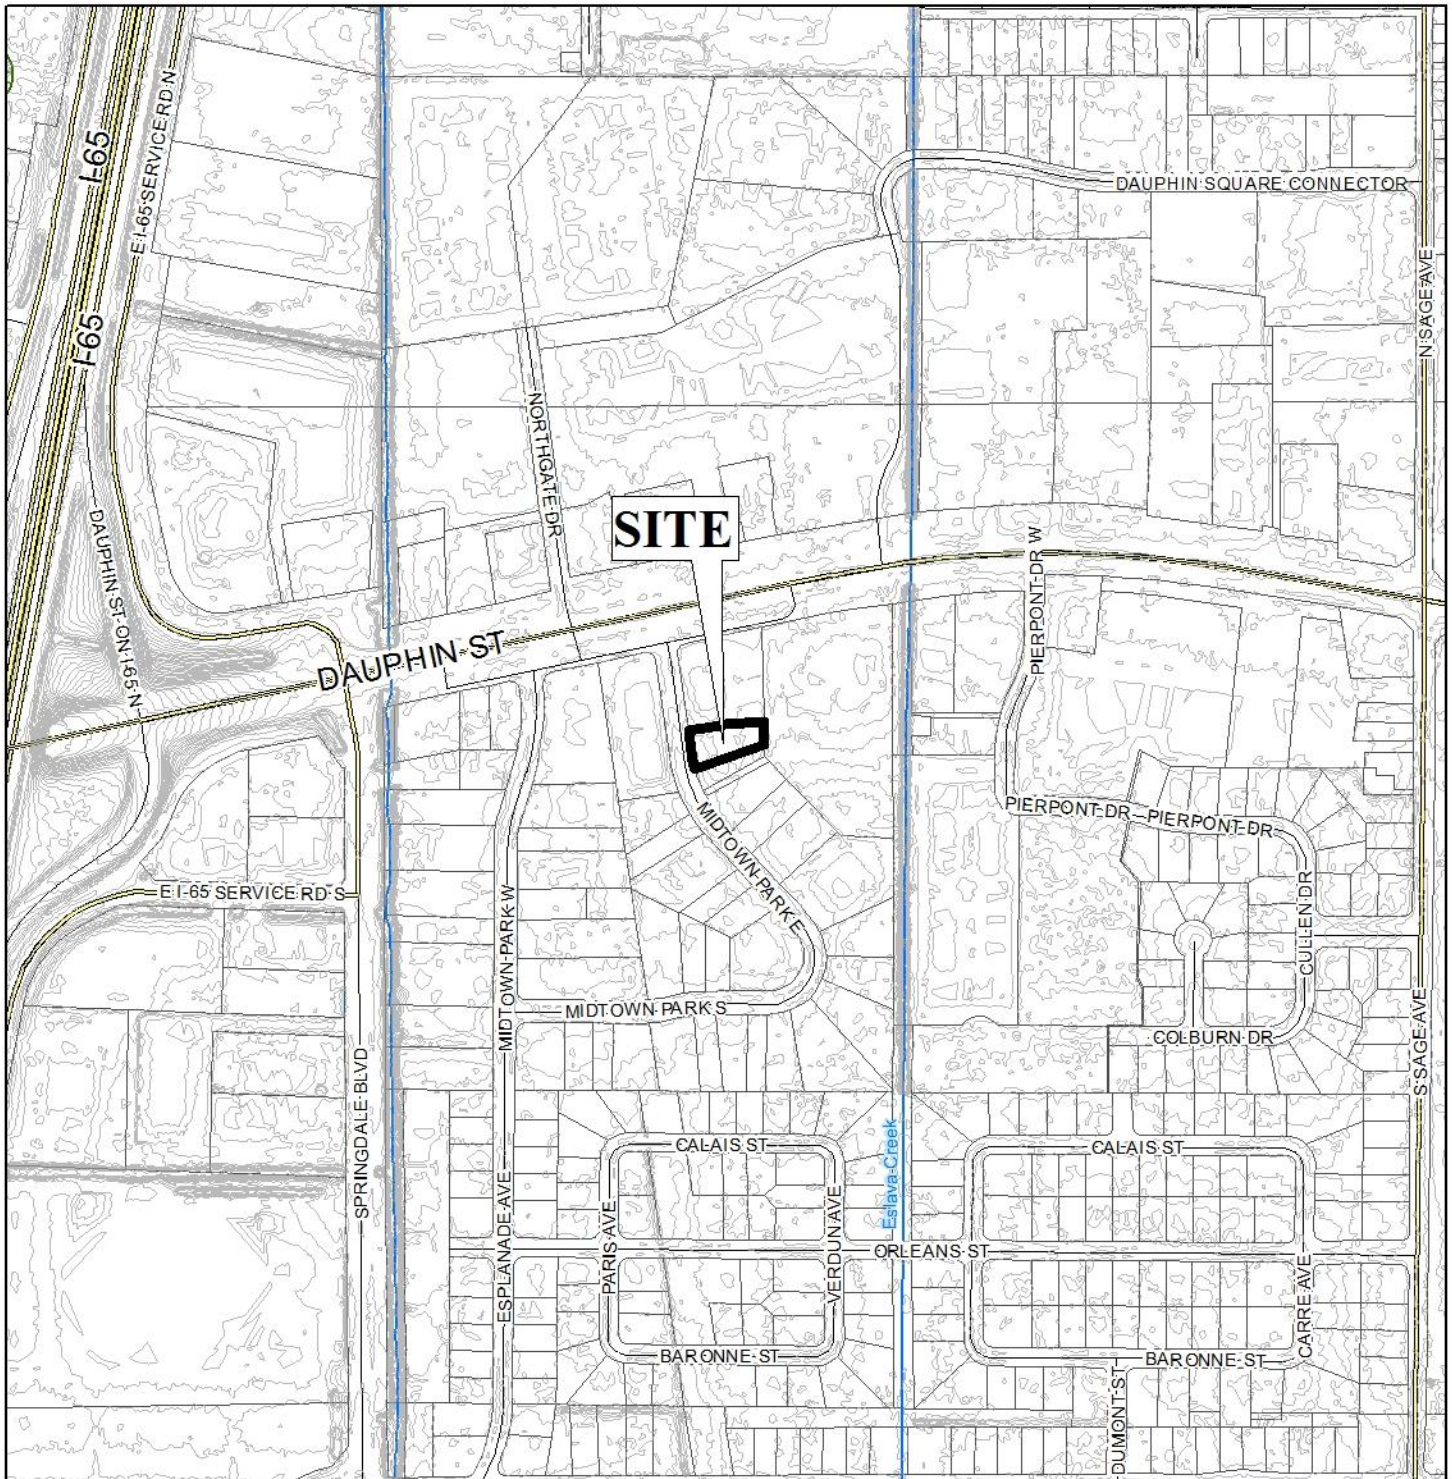 I-65
E I-65 SERVICE RD N
DAUPHIN SQUARE CONNECTOR
N SAGE AVE
I-65
NORTHGATE DR
SITE
DAUPHIN ST ON I-65 N
PIERPONT DR W
DAUPHIN ST
PIERPONT DR
PIERPONT DR
MIDTOWN PARK E
E I-65 SERVICE RD S
MIDTOWN PARK W
CULLEN DR
MIDTOWN PARK S
COLBURN DR
S SAGE AVE
SPRINGDALE BLVD
CALAIS ST
Eslava Creek
CALAIS ST
ESPLANADE AVE
PARIS AVE
VERDUN AVE
ORLEANS ST
CARRE AVE
BARONNE ST
BARONNE ST
DUMONT ST